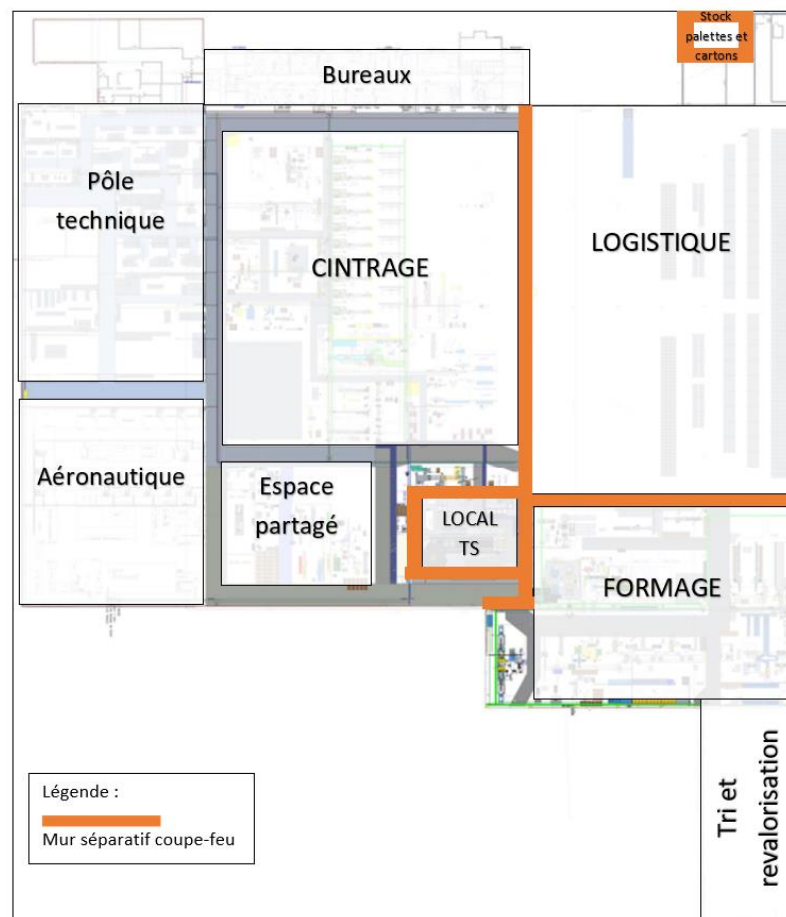 Stock
palettes et
cartons
Bureaux
Pôle
technique
CINTRAGE
LOGISTIQUE
Aéronautique
Espace
partagé
LOCAL
TS
FORMAGE
Tri et
revalorisation
Légende :
Mur séparatif coupe-feu